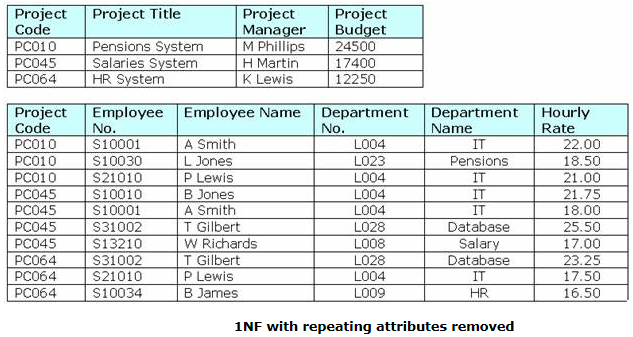 Project Code Project Title Project Manager Project Budget
PC010 Pensions System M Phillips 24500
PC045 Salaries System H Martin 17400
PC064 HR System K Lewis 12250
Project Code Employee No. Employee Name Department No. Department Name Hourly Rate
PC010 S10001 A Smith L004 IT 22.00
PC010 S10030 L Jones L023 Pensions 18.50
PC010 S21010 P Lewis L004 IT 21.00
PC045 S10010 B Jones L004 IT 21.75
PC045 S10001 A Smith L004 IT 18.00
PC045 S31002 T Gilbert L028 Database 25.50
PC045 S13210 W Richards L008 Salary 17.00
PC064 S31002 T Gilbert L028 Database 23.25
PC064 S21010 P Lewis L004 IT 17.50
PC064 S10034 B James L009 HR 16.50
1NF with repeating attributes removed